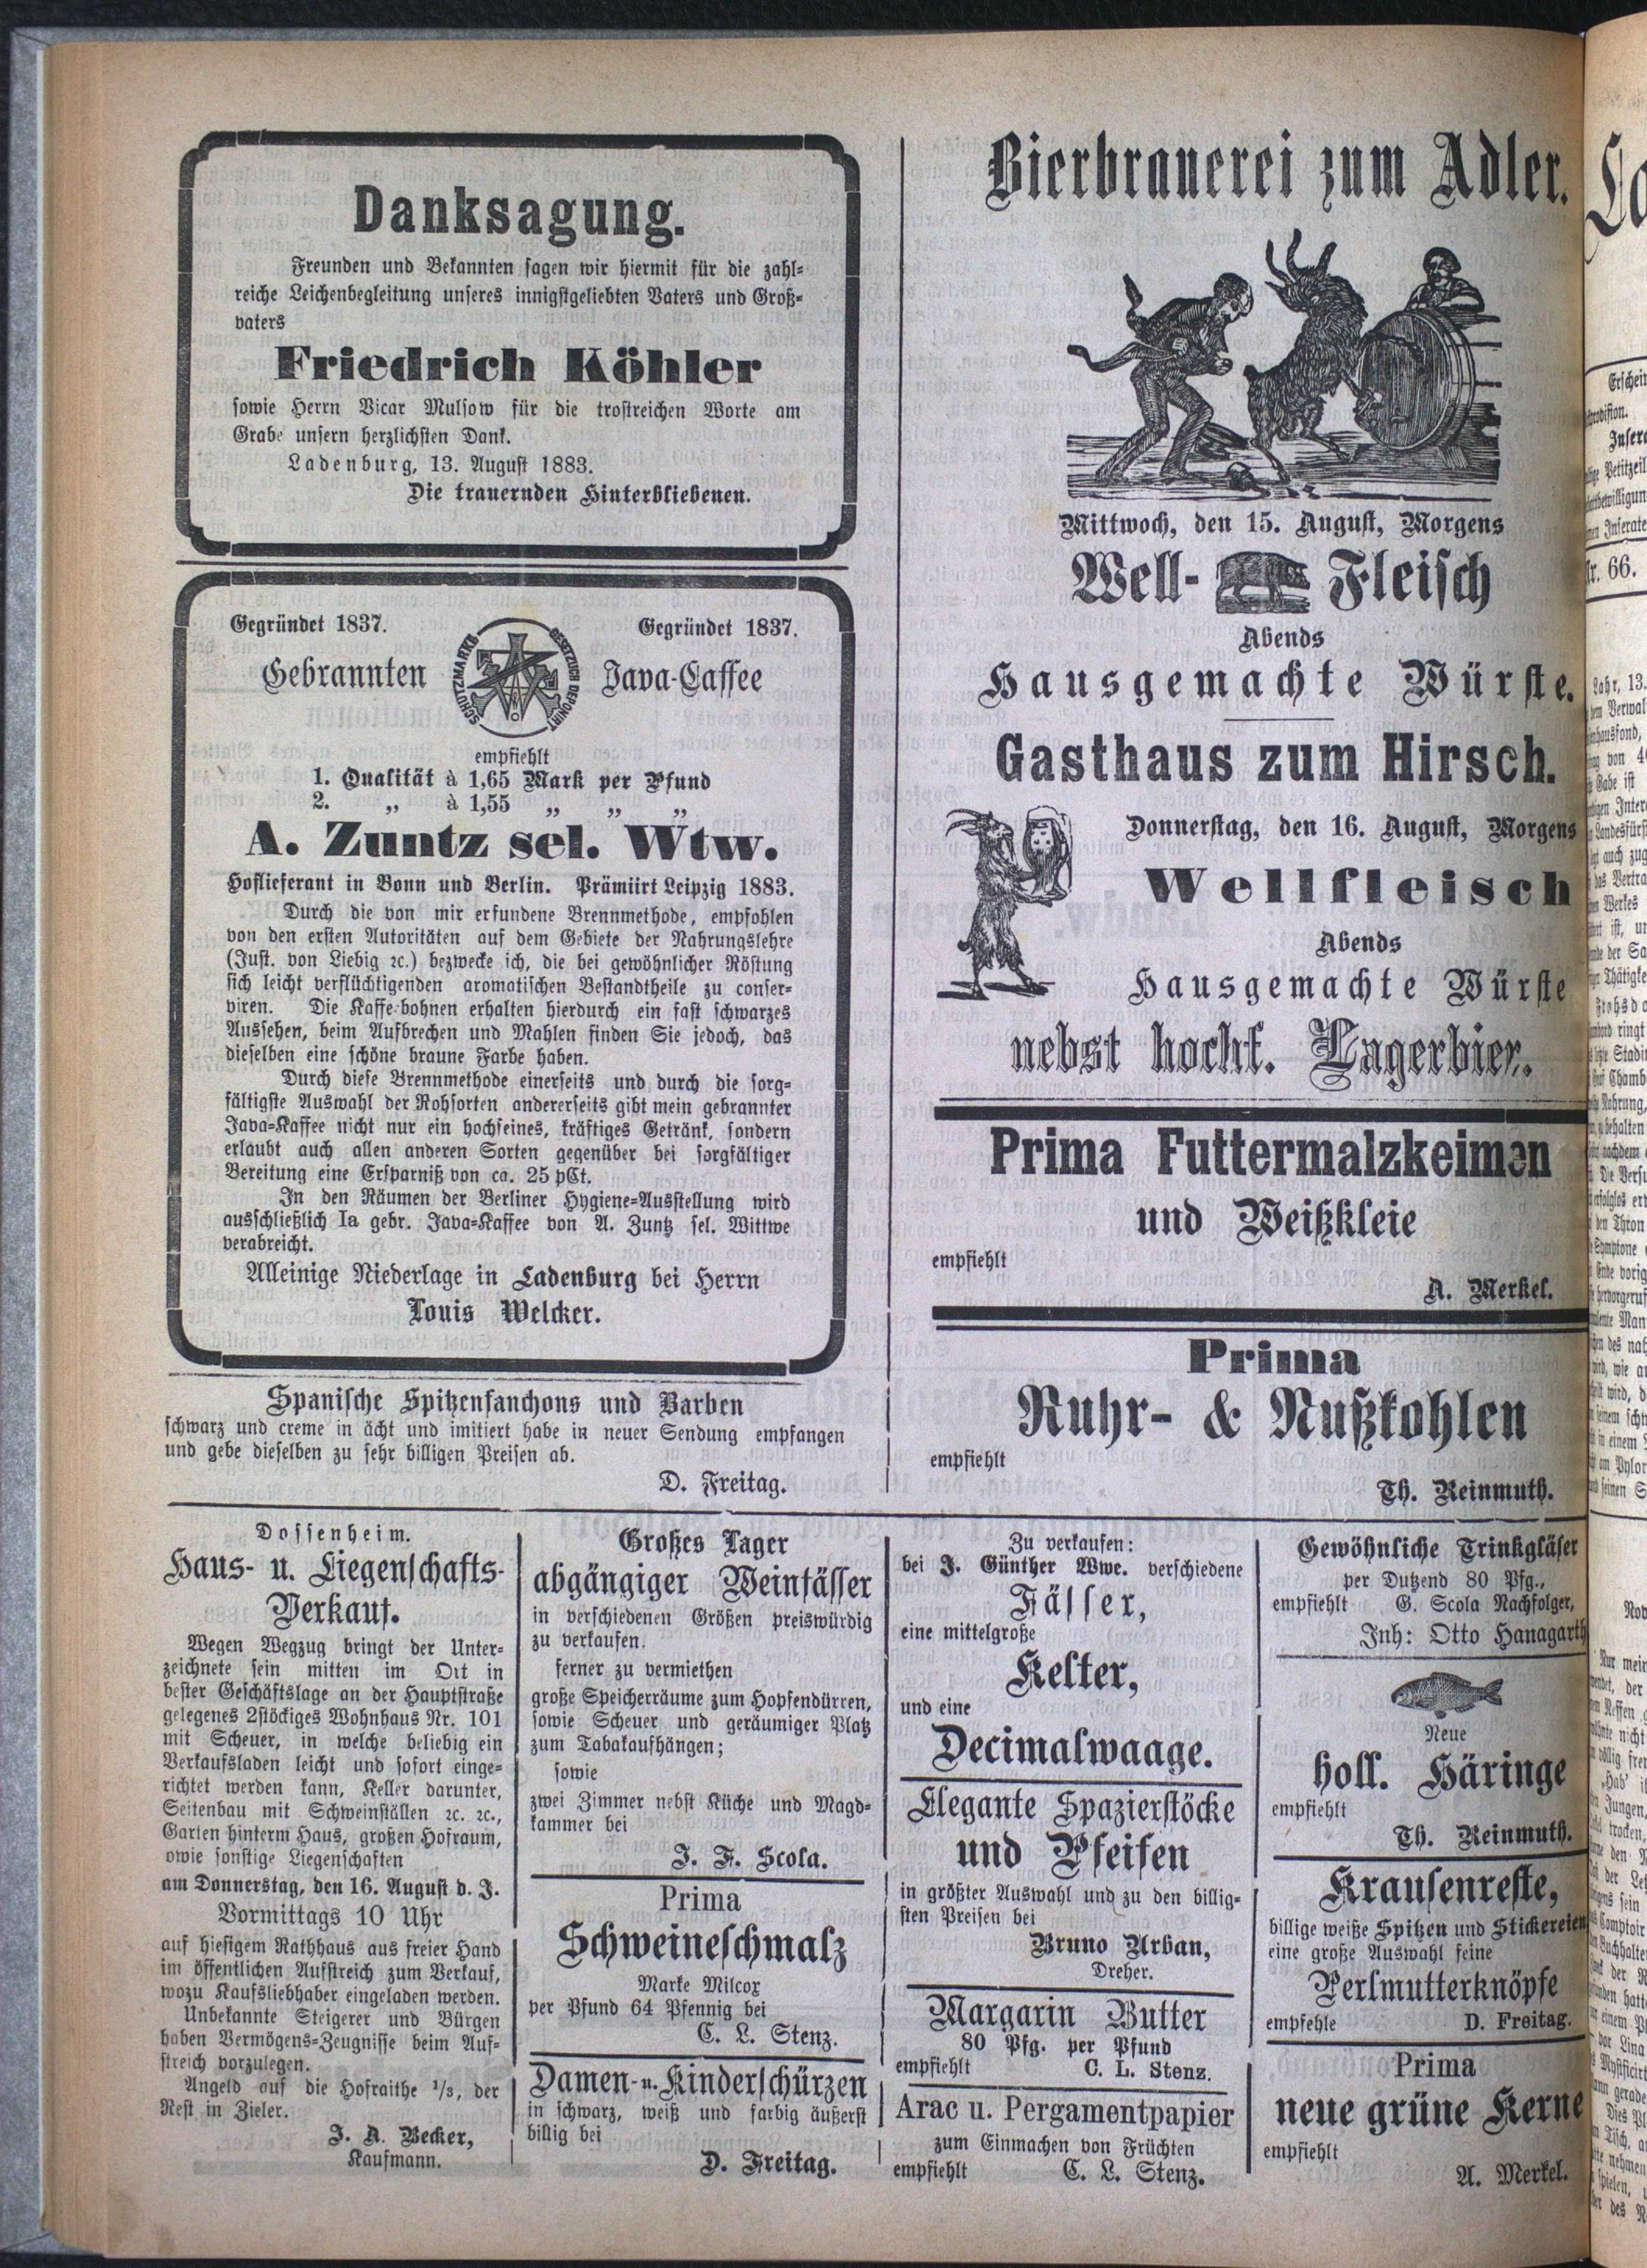 Danksagung.
Freunden und Bekannten sagen wir hiermit für die zahl=
reiche Leichenbegleitung unseres innigstgeliebten Vaters und Groß=
vaters
Friedrich Köhler
sowie Herrn Vicar Mulsow für die trostreichen Worte am
Grabe unsern herzlichsten Dank.
Ladenburg, 13. August 1883.
Die trauernden Hinterbliebenen.
Gegründet 1837.
Gegründet 1837.
Gebrannten
SCHUTZMARKE GESETZLICH DEPONIRT
Java-Caffee
empfiehlt
1. Qualität à 1,65 Mark per Pfund
2. „ à 1,55 „ „ „
A. Zuntz sel. Wtw.
Hoflieferant in Bonn und Berlin. Prämiirt Leipzig 1883.
Durch die von mir erfundene Brennmethode, empfohlen
von den ersten Autoritäten auf dem Gebiete der Nahrungslehre
(Just. von Liebig ꝛc.) bezwecke ich, die bei gewöhnlicher Röstung
sich leicht verflüchtigenden aromatischen Bestandtheile zu conser=
viren. Die Kaffe-bohnen erhalten hierdurch ein fast schwarzes
Aussehen, beim Aufbrechen und Mahlen finden Sie jedoch, das
dieselben eine schöne braune Farbe haben.
Durch diese Brennmethode einerseits und durch die sorg=
fältigste Auswahl der Rohsorten andererseits gibt mein gebrannter
Java=Kaffee nicht nur ein hochfeines, kräftiges Getränk, sondern
erlaubt auch allen anderen Sorten gegenüber bei sorgfältiger
Bereitung eine Ersparniß von ca. 25 pCt.
In den Räumen der Berliner Hygiene=Ausstellung wird
ausschließlich Ia gebr. Java=Kaffee von A. Zuntz sel. Wittwe
verabreicht.
Alleinige Niederlage in Ladenburg bei Herrn
Louis Welcker.
Spanische Spitzenfanchons und Barben
schwarz und creme in ächt und imitiert habe in neuer Sendung empfangen
und gebe dieselben zu sehr billigen Preisen ab.
D. Freitag.
Bierbrauerei zum Adler.
Mittwoch, den 15. August, Morgens
Well- Fleisch
Abends
Hausgemachte Würste.
Gasthaus zum Hirsch.
Donnerstag, den 16. August, Morgens
Wellfleisch
Abends
Hausgemachte Würste
nebst hochf. Lagerbier.
Prima Futtermalzkeimen
und Weißkleie
empfiehlt
A. Merkel.
Prima
Ruhr- & Nußkohlen
empfiehlt
Th. Reinmuth.
Dossenheim.
Haus- u. Liegenschafts-
Verkauf.
Wegen Wegzug bringt der Unter=
zeichnete sein mitten im Ort in
bester Geschäftslage an der Hauptstraße
gelegenes 2stöckiges Wohnhaus Nr. 101
mit Scheuer, in welche beliebig ein
Verkaufsladen leicht und sofort einge=
richtet werden kann, Keller darunter,
Seitenbau mit Schweinställen ꝛc. ꝛc.,
Garten hinterm Haus, großen Hofraum,
owie sonstige Liegenschaften
am Donnerstag, den 16. August d. J.
Vormittags 10 Uhr
auf hiesigem Rathhaus aus freier Hand
im öffentlichen Aufstreich zum Verkauf,
wozu Kaufsliebhaber eingeladen werden.
Unbekannte Steigerer und Bürgen
haben Vermögens=Zeugnisse beim Auf=
streich vorzulegen.
Angeld auf die Hofraithe 1/3, der
Rest in Zieler.
J. A. Becker,
Kaufmann.
Großes Lager
abgängiger Weinfässer
in verschiedenen Größen preiswürdig
zu verkaufen.
ferner zu vermiethen
große Speicherräume zum Hopfendürren,
sowie Scheuer und geräumiger Platz
zum Tabakaufhängen;
sowie
zwei Zimmer nebst Küche und Magd=
kammer bei
J. F. Scola.
Prima
Schweineschmalz
Marke Milcox
per Pfund 64 Pfennig bei
C. L. Stenz.
Damen- u. Kinderschürzen
in schwarz, weiß und farbig äußerst
billig bei
D. Freitag.
Zu verkaufen:
bei J. Günther Wwe. verschiedene
Fässer,
eine mittelgroße
Kelter,
und eine
Decimalwaage.
Elegante Spazierstöcke
und Pfeifen
in größter Auswahl und zu den billig=
sten Preisen bei
Bruno Urban,
Dreher.
Margarin Butter
80 Pfg. per Pfund
empfiehlt C. L. Stenz.
Arac u. Pergamentpapier
zum Einmachen von Früchten
empfiehlt C. L. Stenz.
Gewöhnliche Trinkgläser
per Dutzend 80 Pfg.,
empfiehlt G. Scola Nachfolger,
Inh: Otto Hanagarth
Neue
holl. Häringe
empfiehlt
Th. Reinmuth.
Krausenreste,
billige weiße Spitzen und Stickereien
eine große Auswahl feine
Perlmutterknöpfe
empfehle D. Freitag.
Prima
neue grüne Kerne
empfiehlt
A. Merkel.